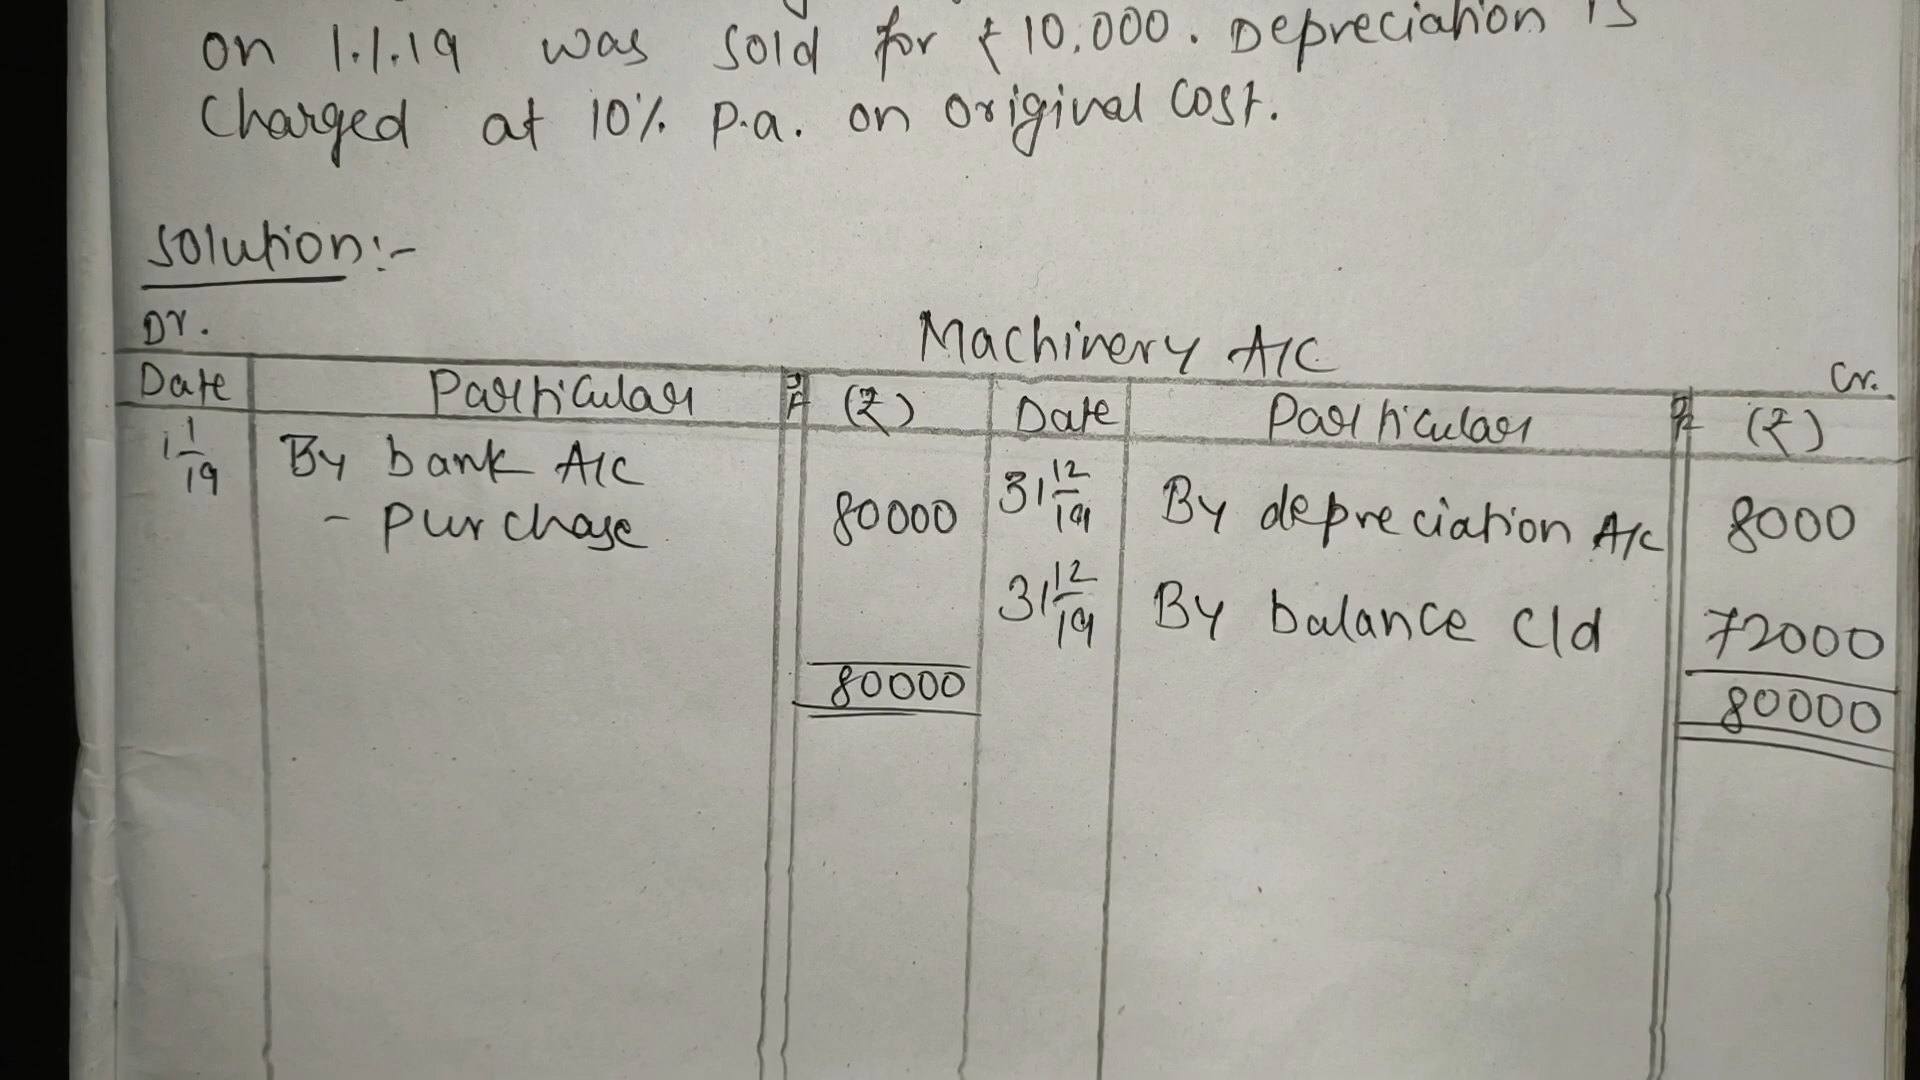 on 1.1.19 was sold for ₹10,000. Depreciation is
Charged at 10% p.a. on original cost.
Solution:-
Dr.
Machinery A/C
Cr.
Date Particular (₹) Date Particular (₹)
1 1/19 By bank A/C
- purchase 80000 31 12/19 By depreciation A/c 8000
31 12/19 By balance C/d 72000
80000 80000